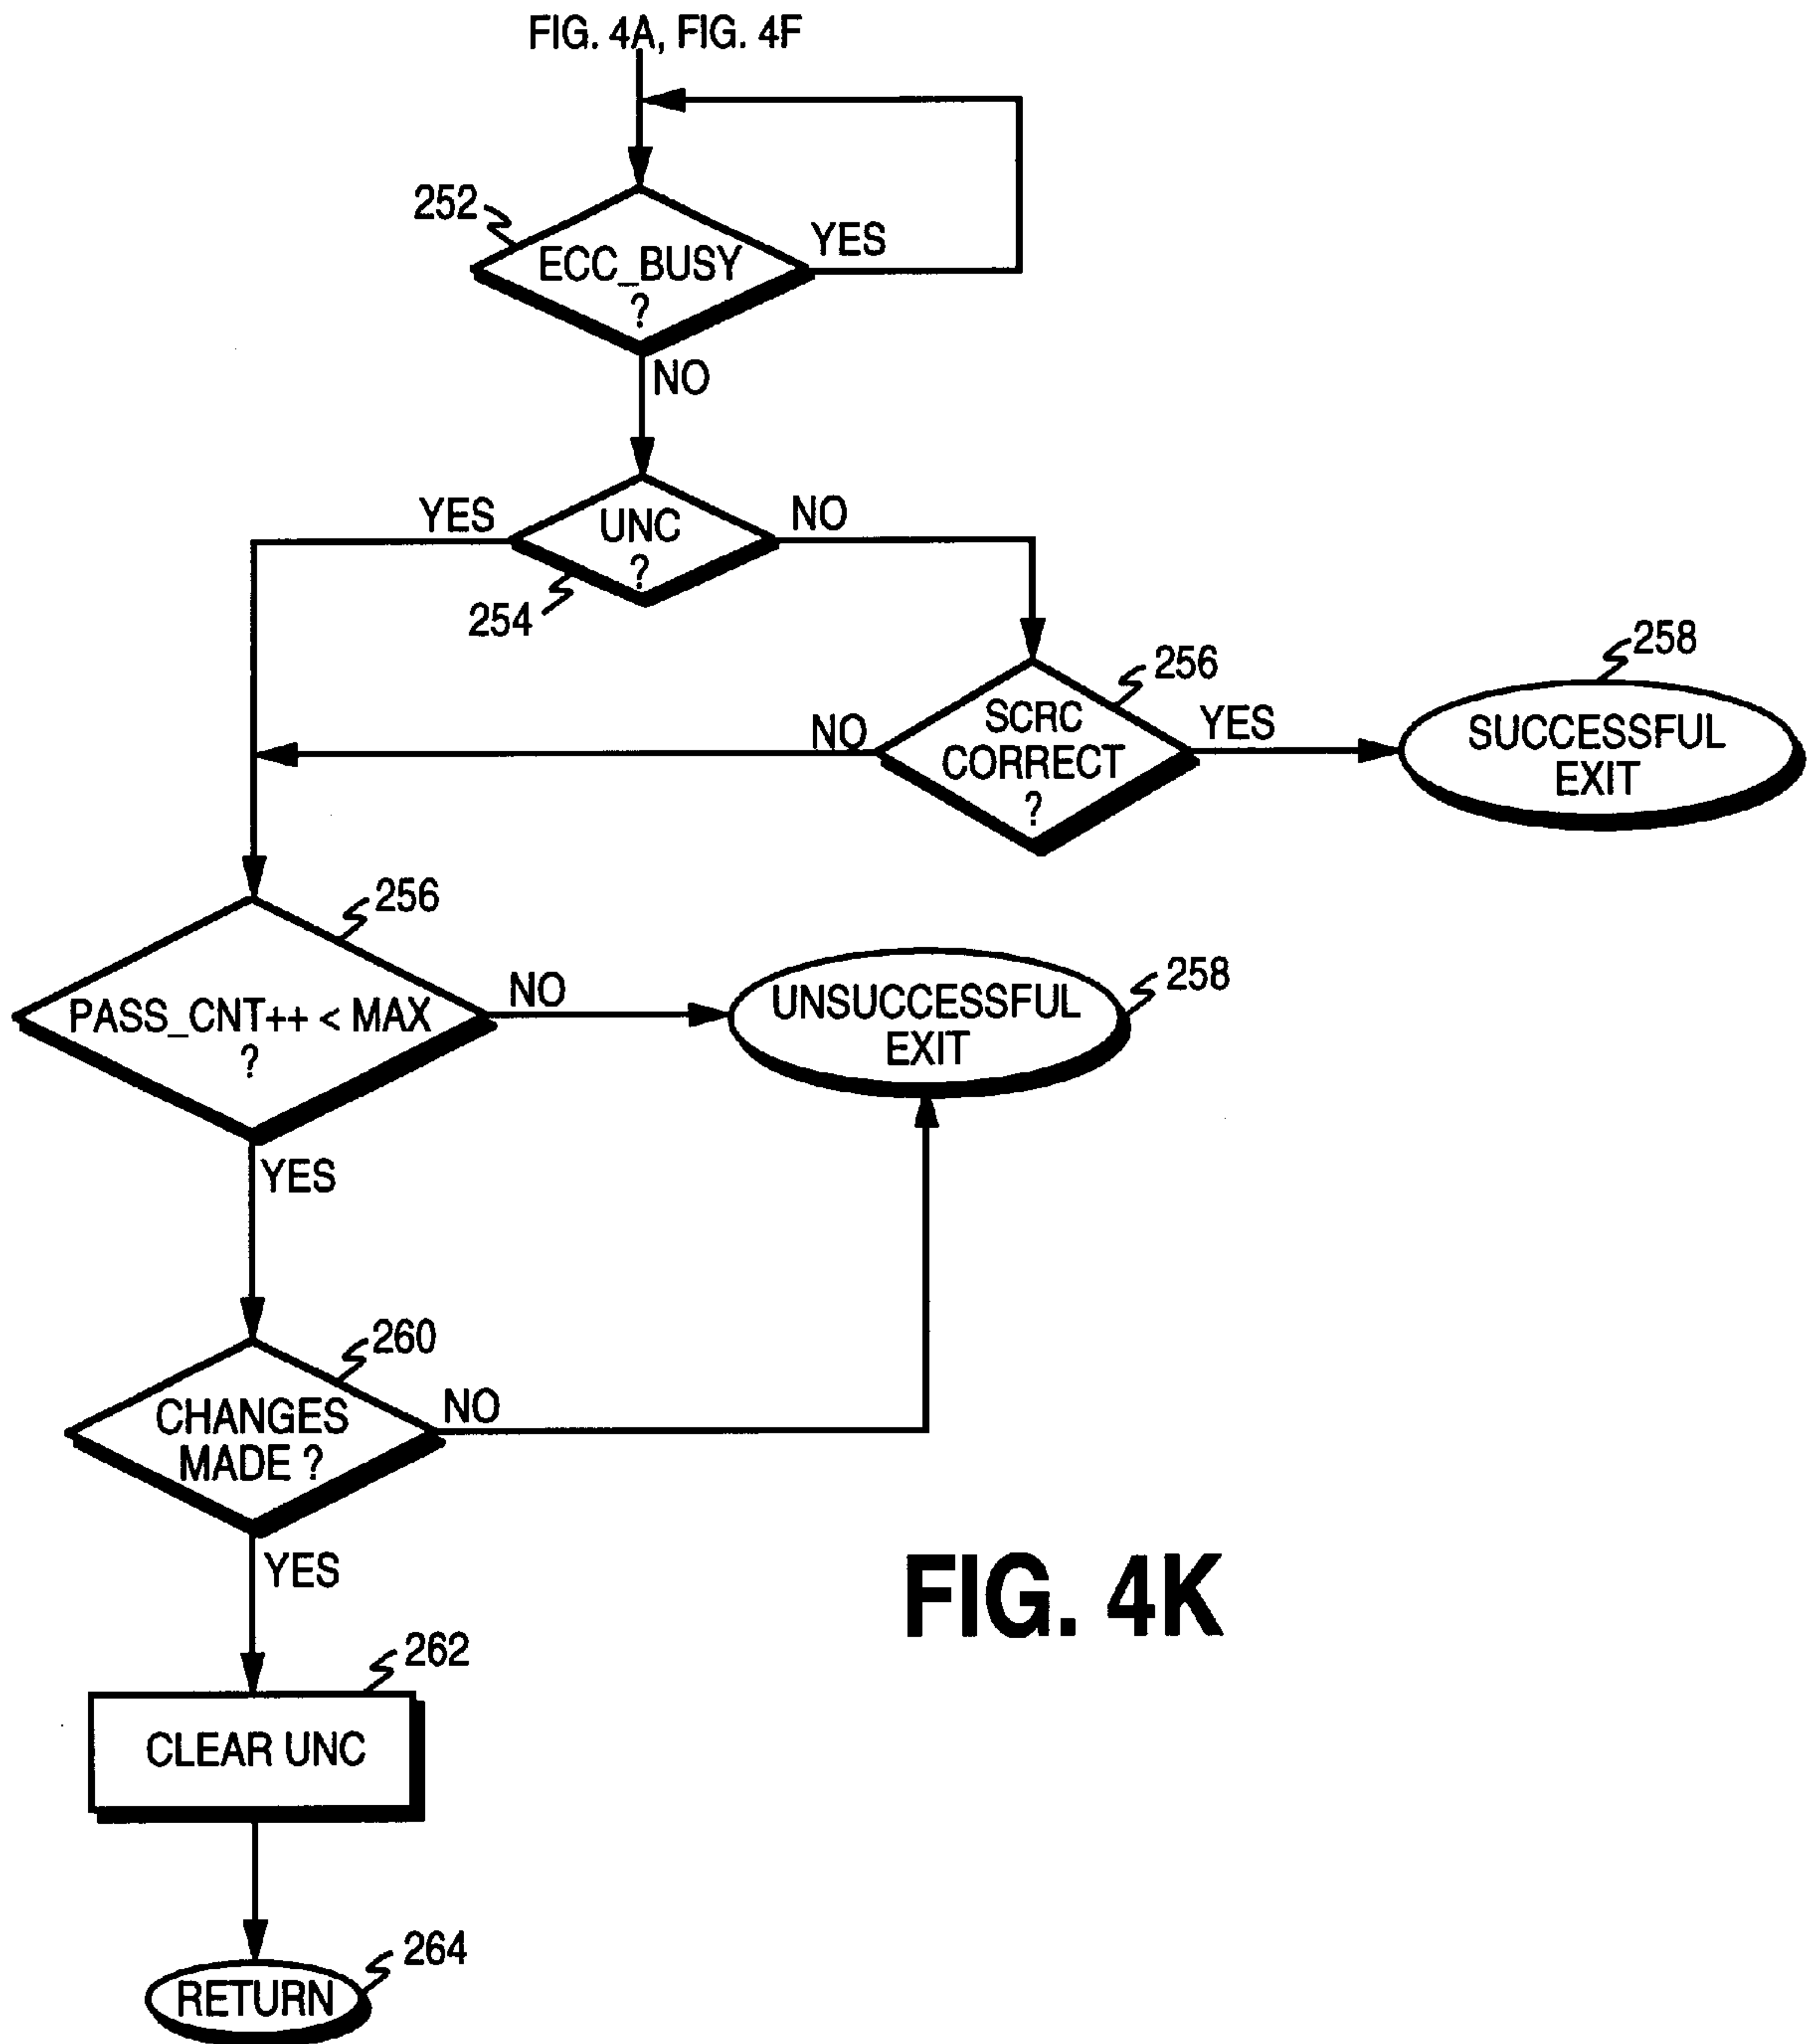 FIG. 4A, FIG. 4F
252
ECC_BUSY
?
YES
NO
YES
UNC
?
NO
254
256
SCRC
CORRECT
?
NO
YES
258
SUCCESSFUL
EXIT
256
PASS_CNT++ < MAX
?
NO
258
UNSUCCESSFUL
EXIT
YES
260
CHANGES
MADE ?
NO
YES
FIG. 4K
262
CLEAR UNC
264
RETURN